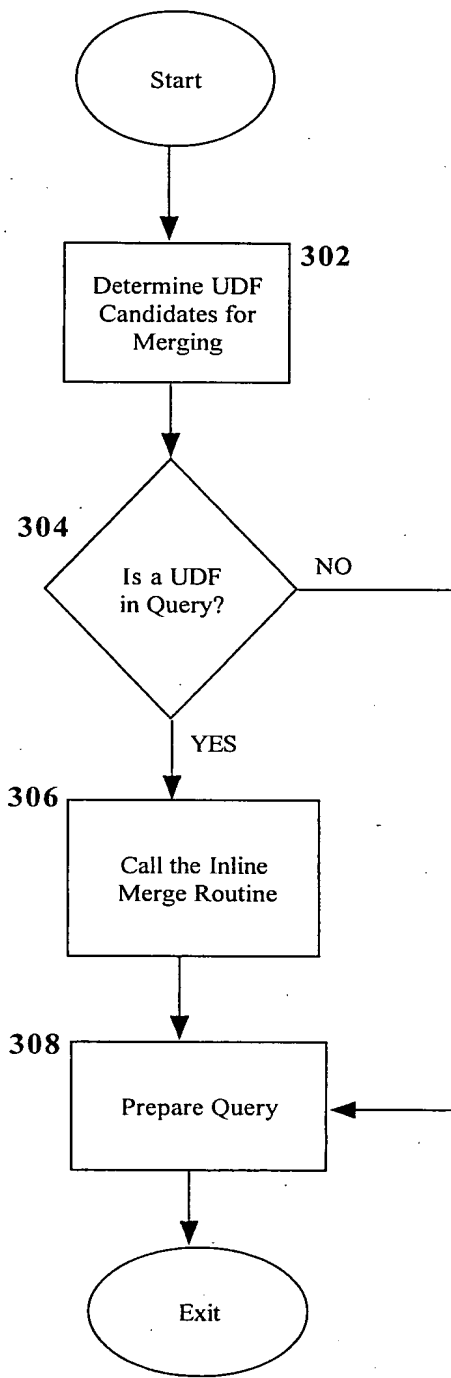 Start
302
Determine UDF
Candidates for
Merging
304
Is a UDF
in Query?
NO
YES
306
Call the Inline
Merge Routine
308
Prepare Query
Exit